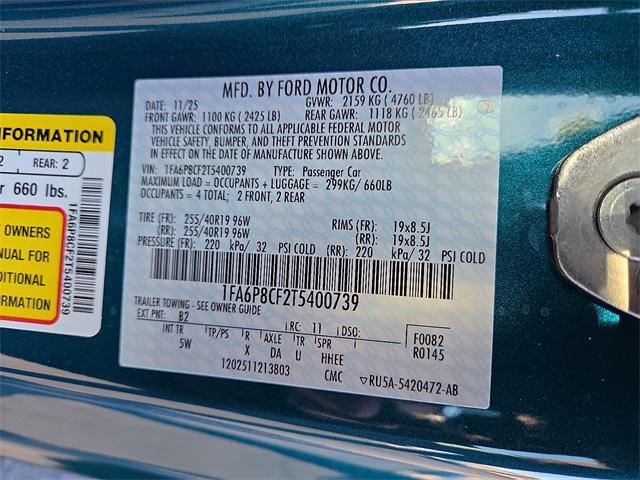 INFORMATION
2 REAR: 2
r 660 lbs.
OWNERS
NUAL FOR
DITIONAL
ORMATION
1FA6P8CF2T5400739
MFD. BY FORD MOTOR CO.
DATE: 11/25 GVWR: 2159 KG ( 4760 LB)
FRONT GAWR: 1100 KG ( 2425 LB) REAR GAWR: 1118 KG ( 2465 LB)
THIS VEHICLE CONFORMS TO ALL APPLICABLE FEDERAL MOTOR
VEHICLE SAFETY, BUMPER, AND THEFT PREVENTION STANDARDS
IN EFFECT ON THE DATE OF MANUFACTURE SHOWN ABOVE.
VIN: 1FA6P8CF2T5400739 TYPE: Passenger Car
MAXIMUM LOAD = OCCUPANTS + LUGGAGE = 299KG/ 660LB
OCCUPANTS = 4 TOTAL; 2 FRONT, 2 REAR
TIRE (FR): 255/40R19 96W RIMS (FR): 19x8.5J
(RR): 255/40R19 96W (RR): 19x8.5J
PRESSURE (FR): 220 kPa/ 32 PSI COLD (RR): 220 kPa/ 32 PSI COLD
1FA6P8CF2T5400739
TRAILER TOWING - SEE OWNER GUIDE
EXT PNT: B2 RC: 11 DSO: F0082
INT TR TP/PS R AXLE TR SPR R0145
5W X DA U HHEE
1202511213803 CMC RU5A-5420472-AB